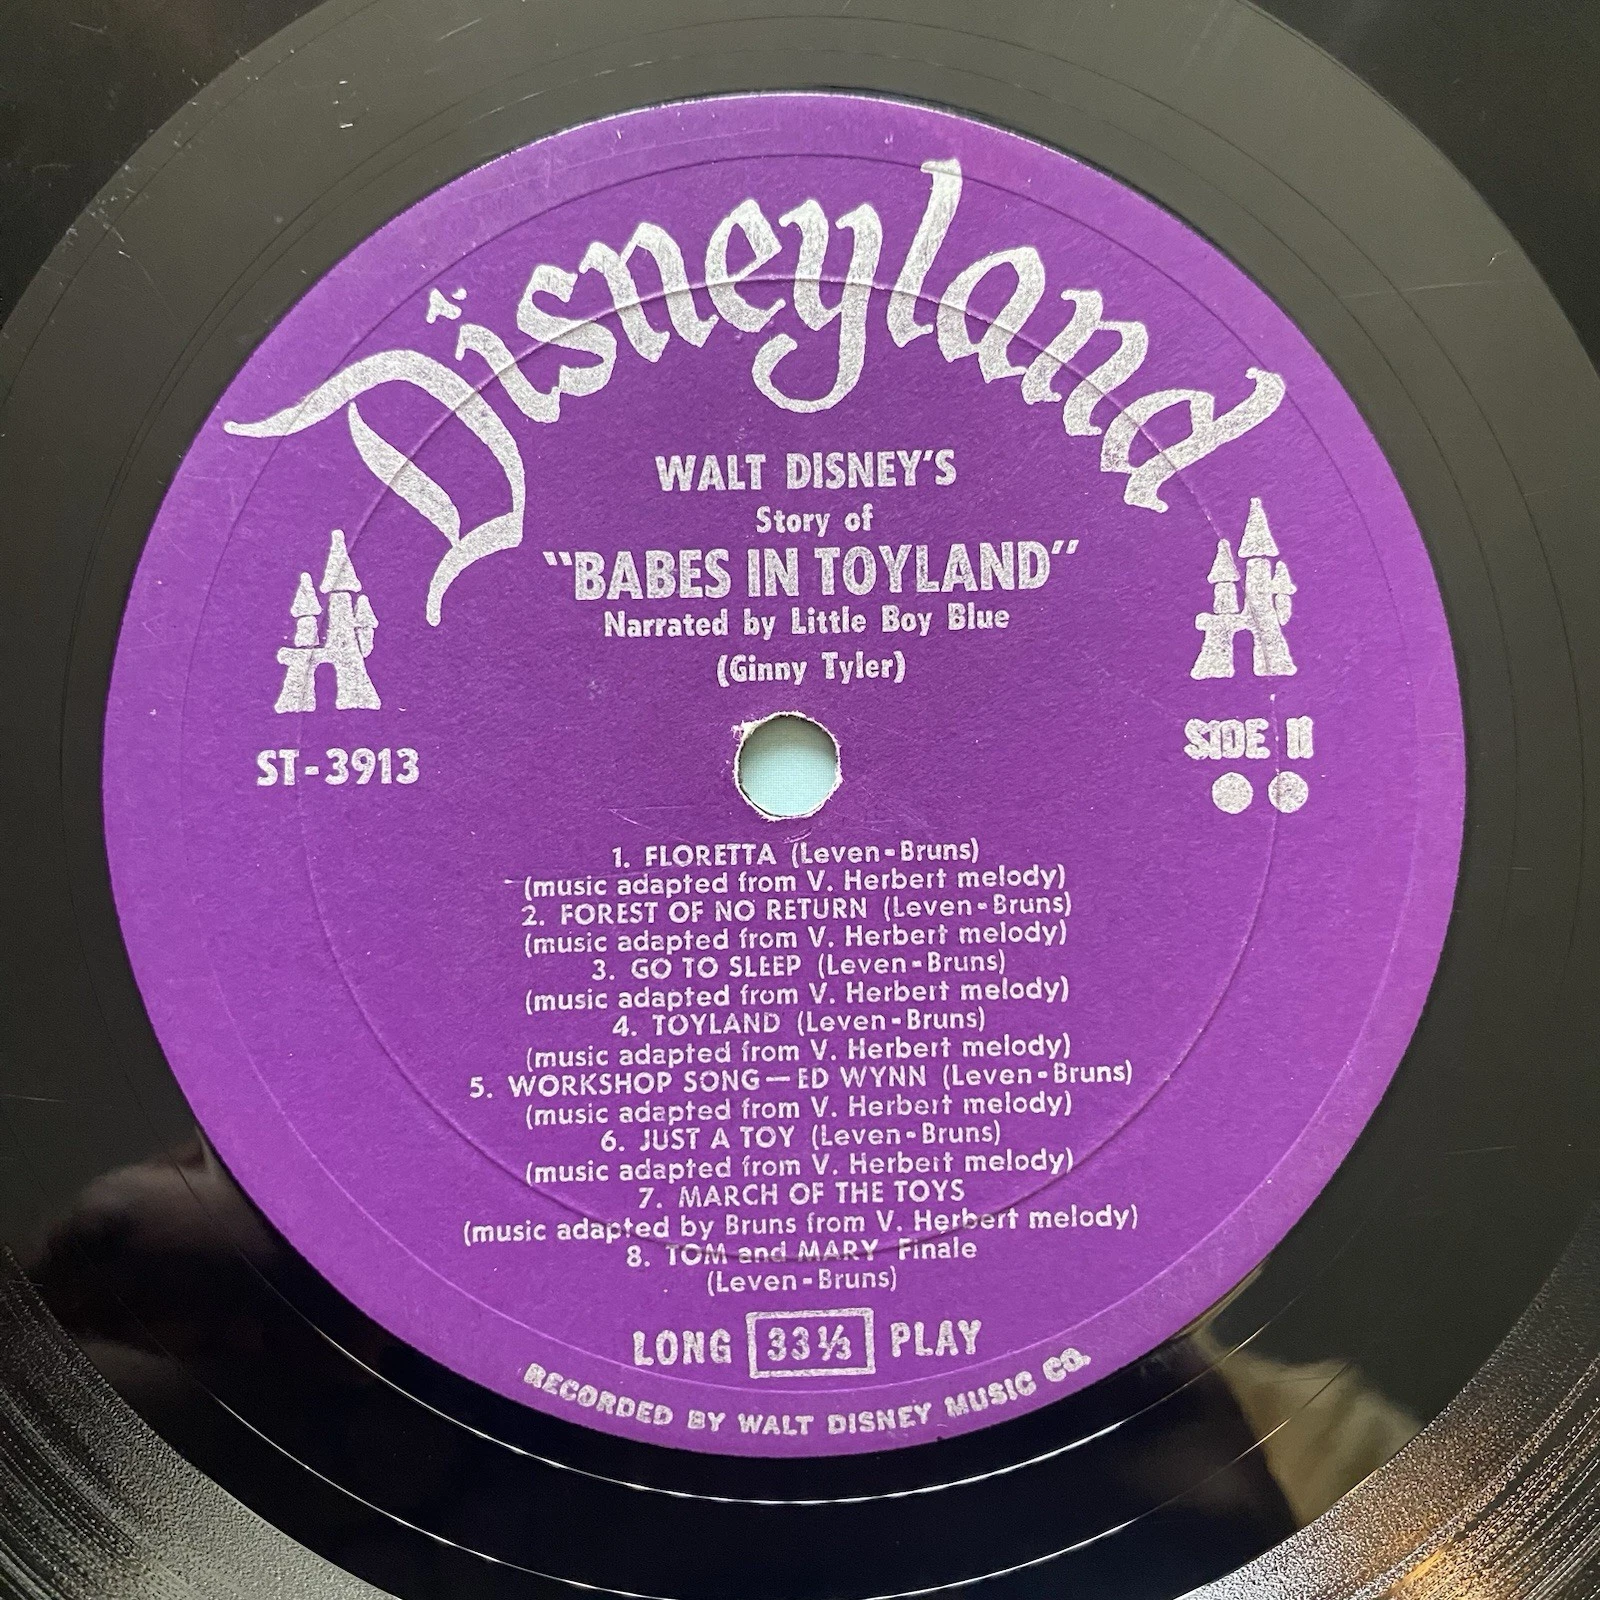 Disneyland
WALT DISNEY'S
Story of
"BABES IN TOYLAND"
Narrated by Little Boy Blue
(Ginny Tyler)
ST-3913
SIDE II
1. FLORETTA (Leven-Bruns)
(music adapted from V. Herbert melody)
2. FOREST OF NO RETURN (Leven-Bruns)
(music adapted from V. Herbert melody)
3. GO TO SLEEP (Leven-Bruns)
(music adapted from V. Herbert melody)
4. TOYLAND (Leven-Bruns)
(music adapted from V. Herbert melody)
5. WORKSHOP SONG—ED WYNN (Leven-Bruns)
(music adapted from V. Herbert melody)
6. JUST A TOY (Leven-Bruns)
(music adapted from V. Herbert melody)
7. MARCH OF THE TOYS
(music adapted by Bruns from V. Herbert melody)
8. TOM and MARY Finale
(Leven-Bruns)
LONG 33⅓ PLAY
RECORDED BY WALT DISNEY MUSIC CO.